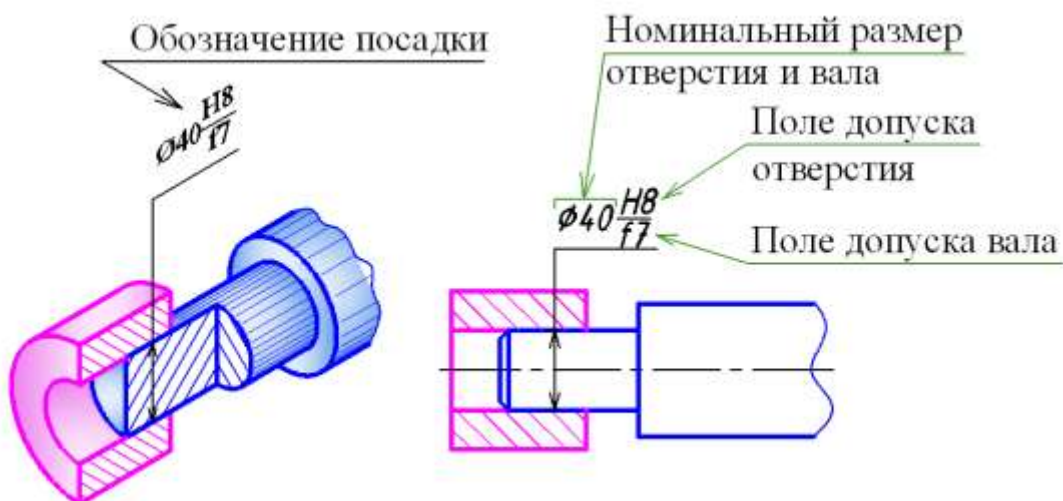 Обозначение посадки
Ø40 H8/f7
Номинальный размер
отверстия и вала
Поле допуска
отверстия
Ø40 H8/f7
Поле допуска вала